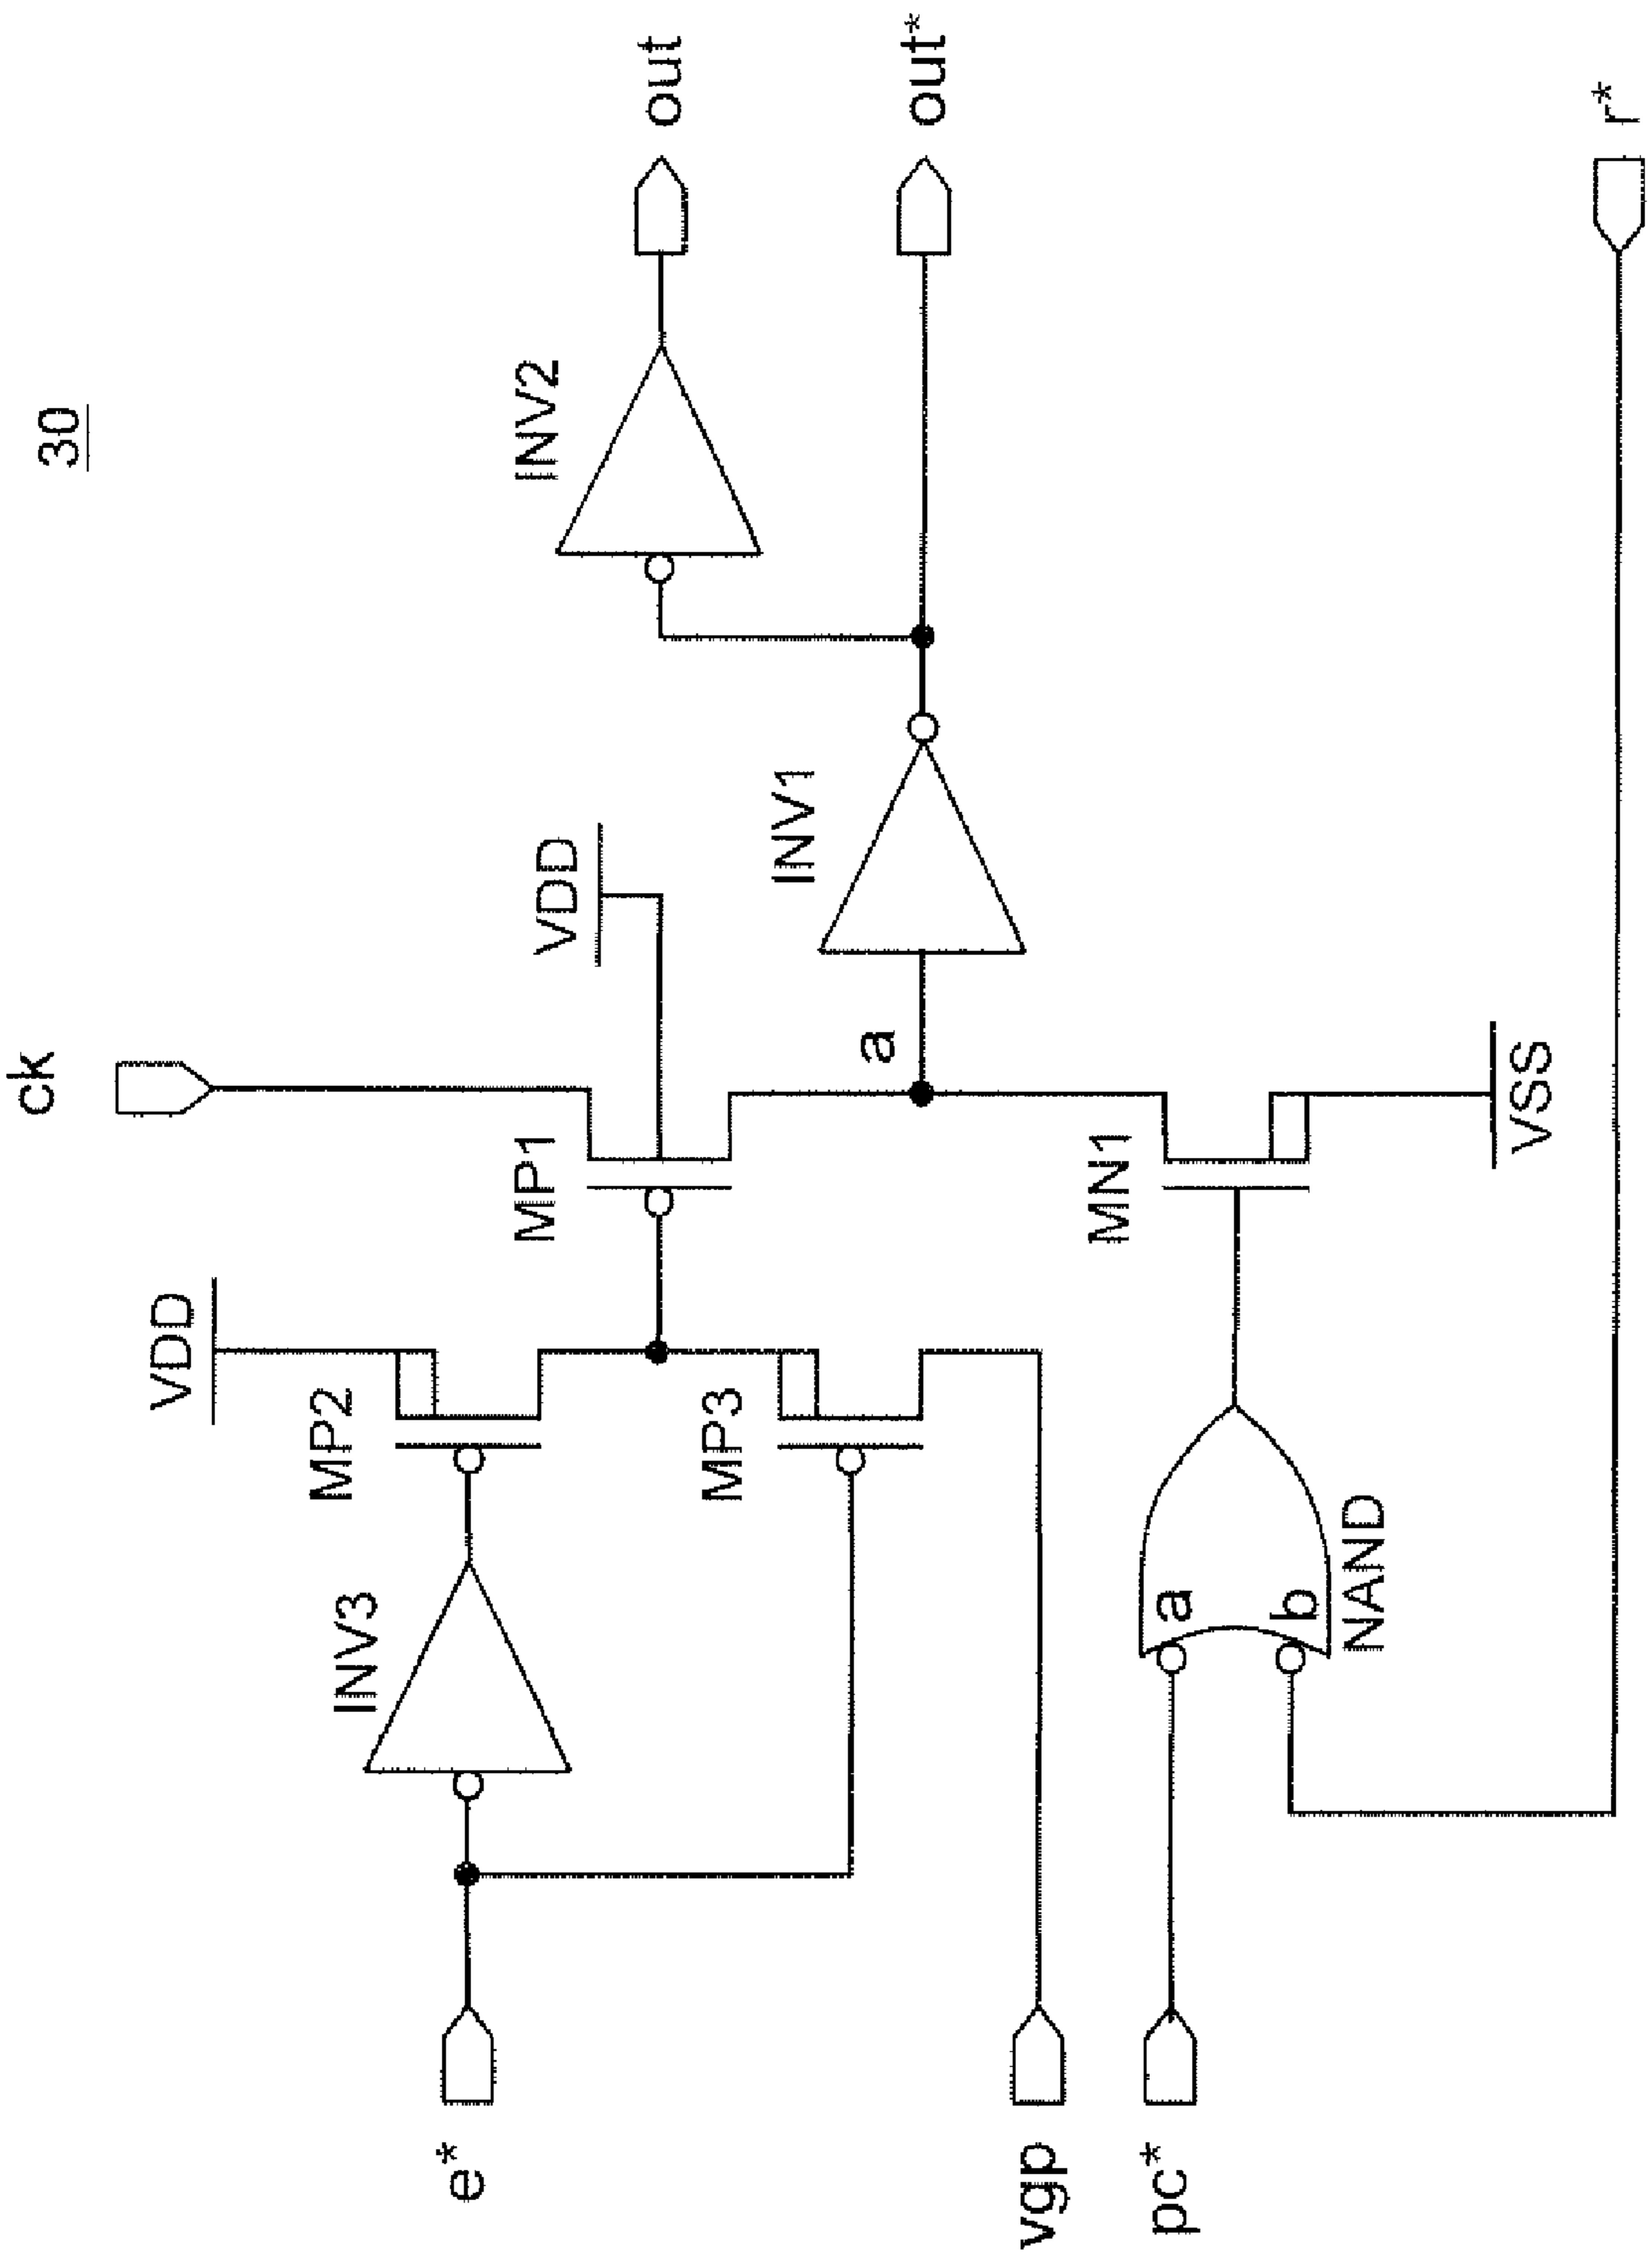 30
ck
VDD
VDD
out
out*
INV2
INV1
MP1
MP2
INV3
e*
MP3
a
MN1
VSS
vgp
pc*
a
b
NAND
r*